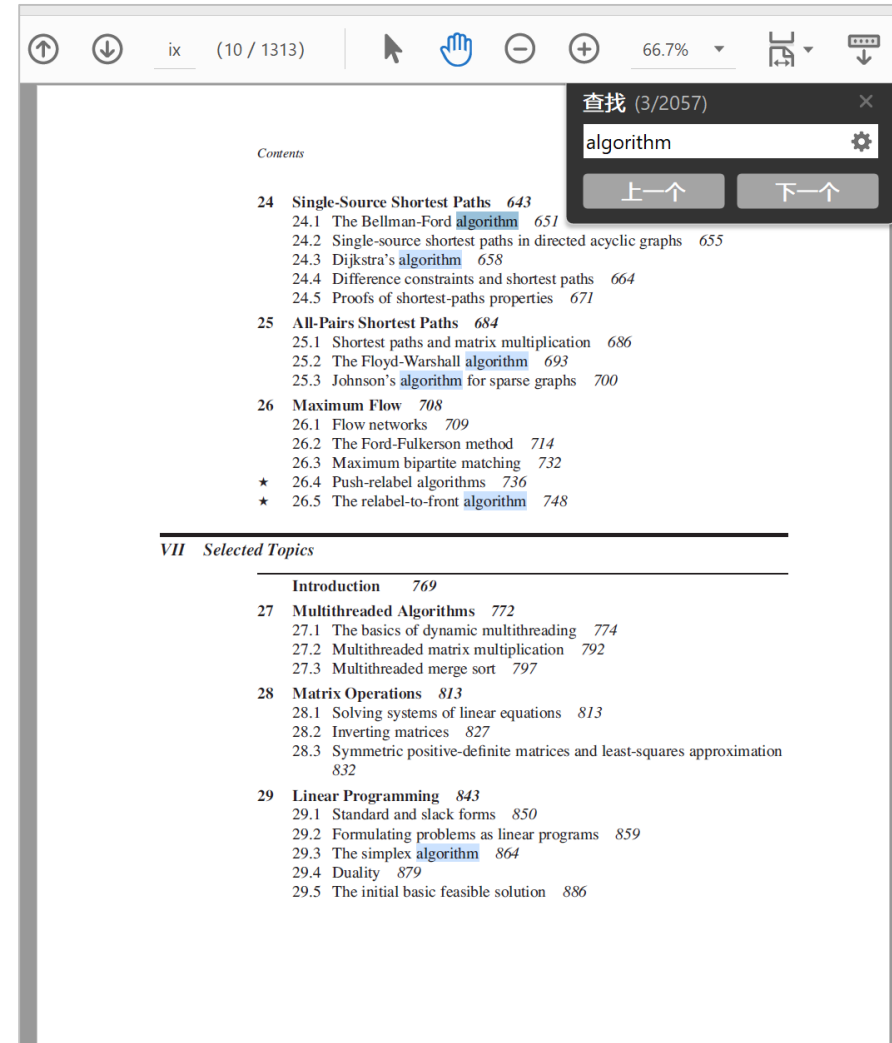 ix (10 / 1313) 66.7%
查找 (3/2057)
algorithm
上一个 下一个
Contents
24 Single-Source Shortest Paths 643
24.1 The Bellman-Ford algorithm 651
24.2 Single-source shortest paths in directed acyclic graphs 655
24.3 Dijkstra's algorithm 658
24.4 Difference constraints and shortest paths 664
24.5 Proofs of shortest-paths properties 671
25 All-Pairs Shortest Paths 684
25.1 Shortest paths and matrix multiplication 686
25.2 The Floyd-Warshall algorithm 693
25.3 Johnson's algorithm for sparse graphs 700
26 Maximum Flow 708
26.1 Flow networks 709
26.2 The Ford-Fulkerson method 714
26.3 Maximum bipartite matching 732
★ 26.4 Push-relabel algorithms 736
★ 26.5 The relabel-to-front algorithm 748
VII Selected Topics
Introduction 769
27 Multithreaded Algorithms 772
27.1 The basics of dynamic multithreading 774
27.2 Multithreaded matrix multiplication 792
27.3 Multithreaded merge sort 797
28 Matrix Operations 813
28.1 Solving systems of linear equations 813
28.2 Inverting matrices 827
28.3 Symmetric positive-definite matrices and least-squares approximation
832
29 Linear Programming 843
29.1 Standard and slack forms 850
29.2 Formulating problems as linear programs 859
29.3 The simplex algorithm 864
29.4 Duality 879
29.5 The initial basic feasible solution 886